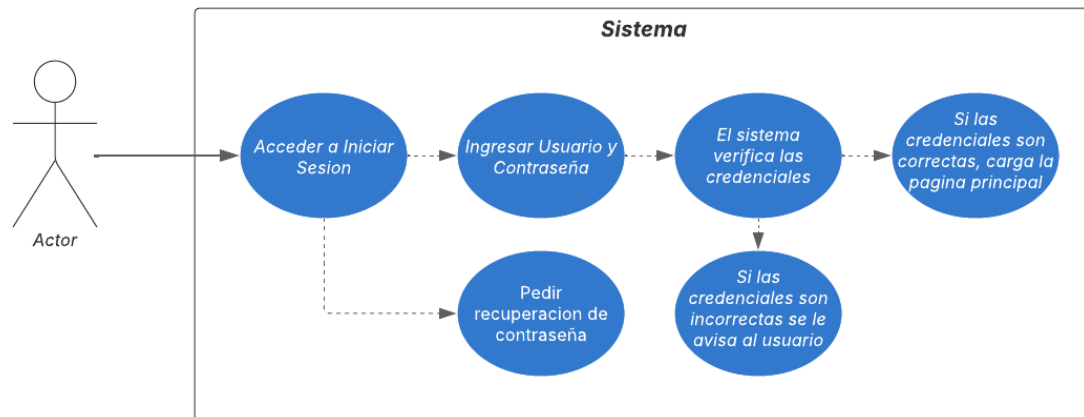 Sistema
Acceder a Iniciar
Sesion
Ingresar Usuario y
Contraseña
El sistema
verifica las
credenciales
Si las
credenciales son
correctas, carga la
pagina principal
Actor
Pedir
recuperacion de
contraseña
Si las
credenciales son
incorrectas se le
avisa al usuario